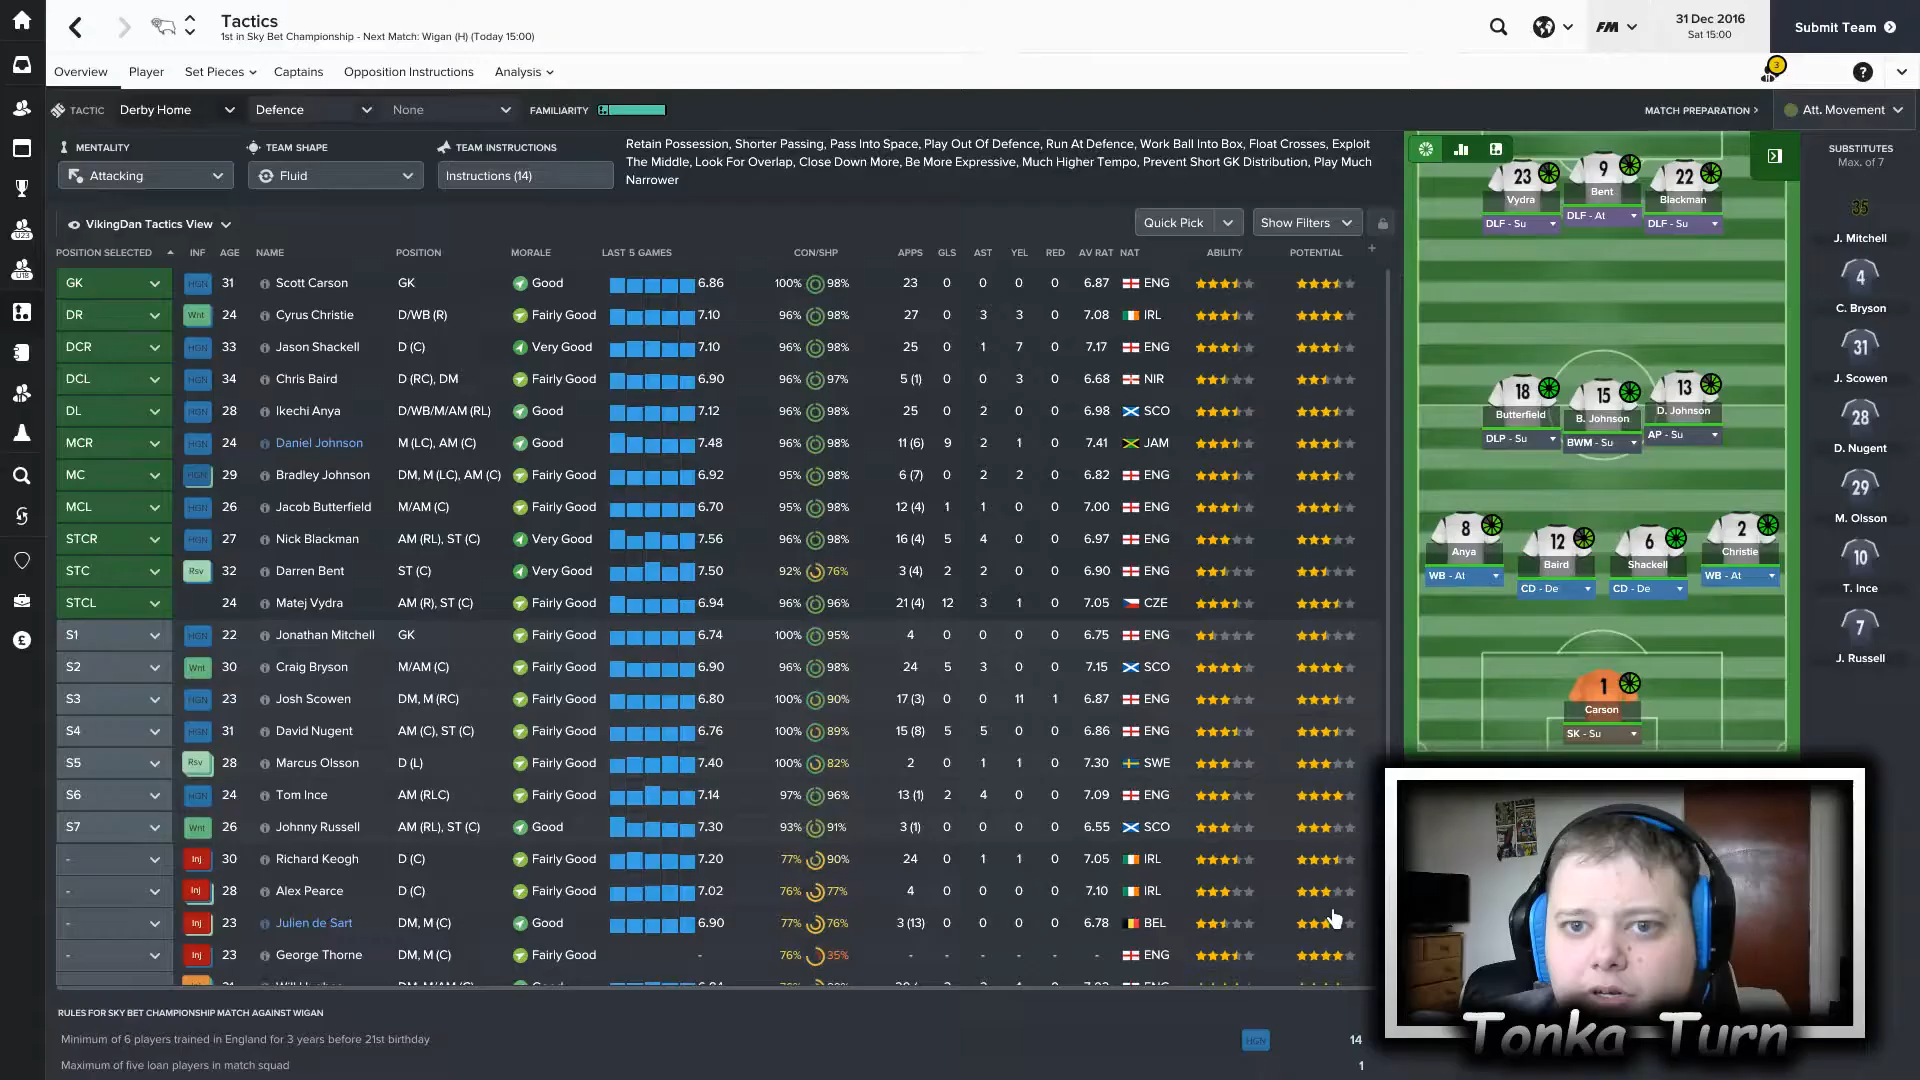 Tactics
1st in Sky Bet Championship - Next Match: Wigan (H) (Today 15:00)
FM
31 Dec 2016
Sat 15:00
Submit Team
Overview Player Set Pieces Captains Opposition Instructions Analysis
3
TACTIC Derby Home Defence None FAMILIARITY
MATCH PREPARATION > Att. Movement
MENTALITY TEAM SHAPE TEAM INSTRUCTIONS
Attacking Fluid Instructions (14)
Retain Possession, Shorter Passing, Pass Into Space, Play Out Of Defence, Run At Defence, Work Ball Into Box, Float Crosses, Exploit
The Middle, Look For Overlap, Close Down More, Be More Expressive, Much Higher Tempo, Prevent Short GK Distribution, Play Much
Narrower
VikingDan Tactics View Quick Pick Show Filters
POSITION SELECTED INF AGE NAME POSITION MORALE LAST 5 GAMES CON/SHP APPS GLS AST YEL RED AV RAT NAT ABILITY POTENTIAL
GK HGN 31 Scott Carson GK Good 6.86 100% 98% 23 0 0 0 0 6.87 ENG
DR Wnt 24 Cyrus Christie D/WB (R) Fairly Good 7.10 96% 98% 27 0 3 3 0 7.08 IRL
DCR HGN 33 Jason Shackell D (C) Very Good 7.10 96% 98% 25 0 1 7 0 7.17 ENG
DCL HGN 34 Chris Baird D (RC), DM Fairly Good 6.90 96% 97% 5 (1) 0 0 3 0 6.68 NIR
DL HGN 28 Ikechi Anya D/WB/M/AM (RL) Good 7.12 96% 98% 25 0 2 0 0 6.98 SCO
MCR HGN 24 Daniel Johnson M (LC), AM (C) Good 7.48 96% 98% 11 (6) 9 2 1 0 7.41 JAM
MC HGN 29 Bradley Johnson DM, M (LC), AM (C) Fairly Good 6.92 95% 98% 6 (7) 0 2 2 0 6.82 ENG
MCL HGN 26 Jacob Butterfield M/AM (C) Fairly Good 6.70 95% 98% 12 (4) 1 1 0 0 7.00 ENG
STCR HGN 27 Nick Blackman AM (RL), ST (C) Very Good 7.56 96% 98% 16 (4) 5 4 0 0 6.97 ENG
STC Rsv 32 Darren Bent ST (C) Very Good 7.50 92% 76% 3 (4) 2 2 0 0 6.90 ENG
STCL 24 Matej Vydra AM (R), ST (C) Fairly Good 6.94 96% 96% 21 (4) 12 3 1 0 7.05 CZE
S1 HGN 22 Jonathan Mitchell GK Fairly Good 6.74 100% 95% 4 0 0 0 0 6.75 ENG
S2 Wnt 30 Craig Bryson M/AM (C) Fairly Good 6.90 96% 98% 24 5 3 0 0 7.15 SCO
S3 HGN 23 Josh Scowen DM, M (RC) Fairly Good 6.80 100% 90% 17 (3) 0 0 11 1 6.87 ENG
S4 HGN 31 David Nugent AM (C), ST (C) Fairly Good 6.76 100% 89% 15 (8) 5 5 0 0 6.86 ENG
S5 Rsv 28 Marcus Olsson D (L) Fairly Good 7.40 100% 82% 2 0 1 1 0 7.30 SWE
S6 HGN 24 Tom Ince AM (RLC) Fairly Good 7.14 97% 96% 13 (1) 2 4 0 0 7.09 ENG
S7 Wnt 26 Johnny Russell AM (RL), ST (C) Good 7.30 93% 91% 3 (1) 0 0 0 0 6.55 SCO
- Inj 30 Richard Keogh D (C) Fairly Good 7.20 77% 90% 24 0 1 1 0 7.05 IRL
- Inj 28 Alex Pearce D (C) Fairly Good 7.02 76% 77% 4 0 0 0 0 7.10 IRL
- Inj 23 Julien de Sart DM, M (C) Good 6.90 77% 76% 3 (13) 0 0 0 0 6.78 BEL
- Inj 23 George Thorne DM, M (C) Fairly Good - 76% 35% - - - - - - ENG
RULES FOR SKY BET CHAMPIONSHIP MATCH AGAINST WIGAN
Minimum of 6 players trained in England for 3 years before 21st birthday HGN 14
Maximum of five loan players in match squad 1
23 9 22
Vydra Bent Blackman
DLF - Su DLF - At DLF - Su
18 15 13
Butterfield B. Johnson D. Johnson
DLP - Su BWM - Su AP - Su
8 12 6 2
Anya Baird Shackell Christie
WB - At CD - De CD - De WB - At
1
Carson
SK - Su
SUBSTITUTES
Max. of 7
35
J. Mitchell
4
C. Bryson
31
J. Scowen
28
D. Nugent
29
M. Olsson
10
T. Ince
7
J. Russell
Tonka Turn